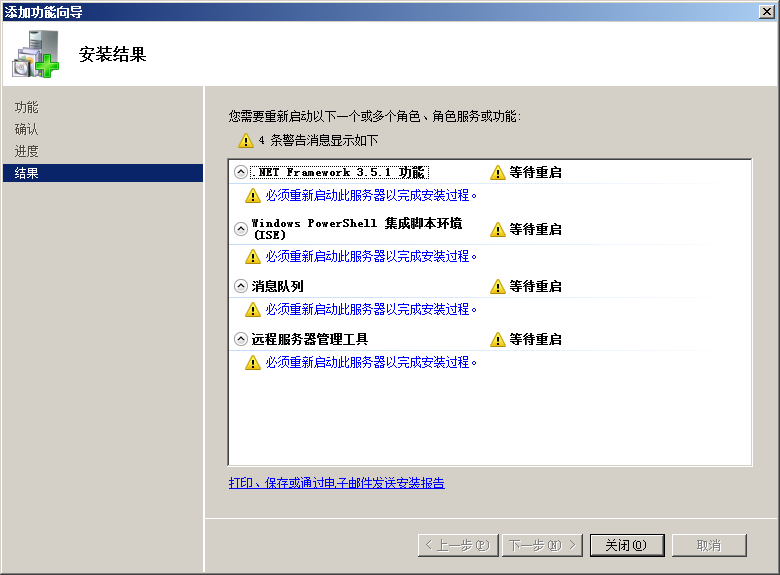 添加功能向导
安装结果
功能
确认
进度
结果
您需要重新启动以下一个或多个角色、角色服务或功能:
4 条警告消息显示如下
.NET Framework 3.5.1 功能 等待重启
必须重新启动此服务器以完成安装过程。
Windows PowerShell 集成脚本环境
(ISE) 等待重启
必须重新启动此服务器以完成安装过程。
消息队列 等待重启
必须重新启动此服务器以完成安装过程。
远程服务器管理工具 等待重启
必须重新启动此服务器以完成安装过程。
打印、保存或通过电子邮件发送安装报告
< 上一步(P) 下一步(N) > 关闭(O) 取消